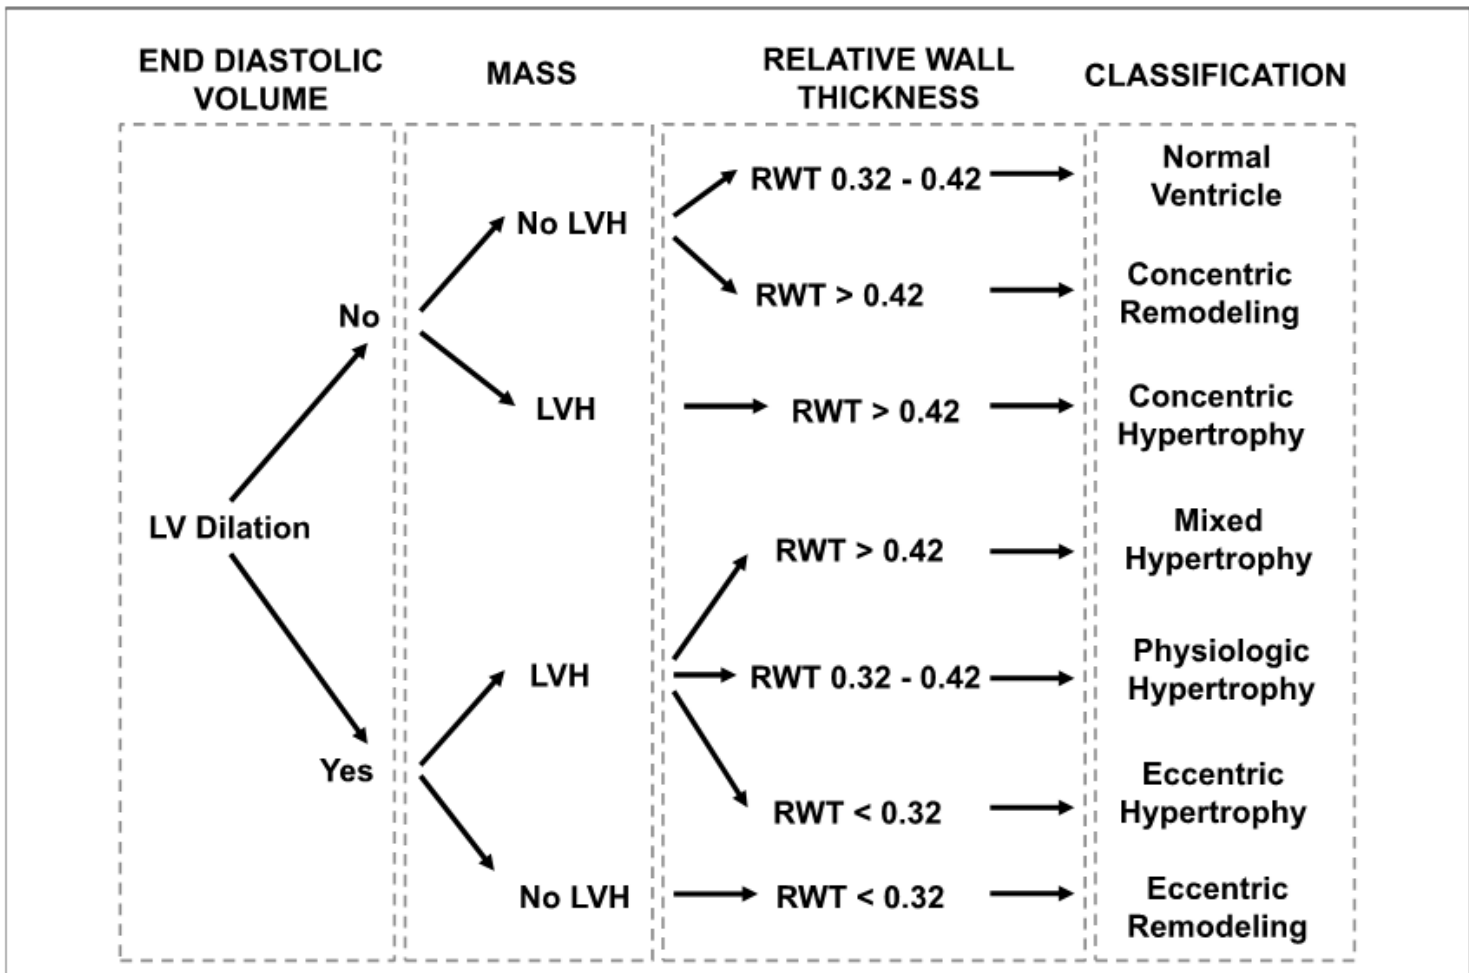 END DIASTOLIC
VOLUME
MASS
RELATIVE WALL
THICKNESS
CLASSIFICATION
LV Dilation
No
Yes
No LVH
LVH
LVH
No LVH
RWT 0.32 - 0.42
RWT > 0.42
RWT > 0.42
RWT > 0.42
RWT 0.32 - 0.42
RWT < 0.32
RWT < 0.32
Normal
Ventricle
Concentric
Remodeling
Concentric
Hypertrophy
Mixed
Hypertrophy
Physiologic
Hypertrophy
Eccentric
Hypertrophy
Eccentric
Remodeling